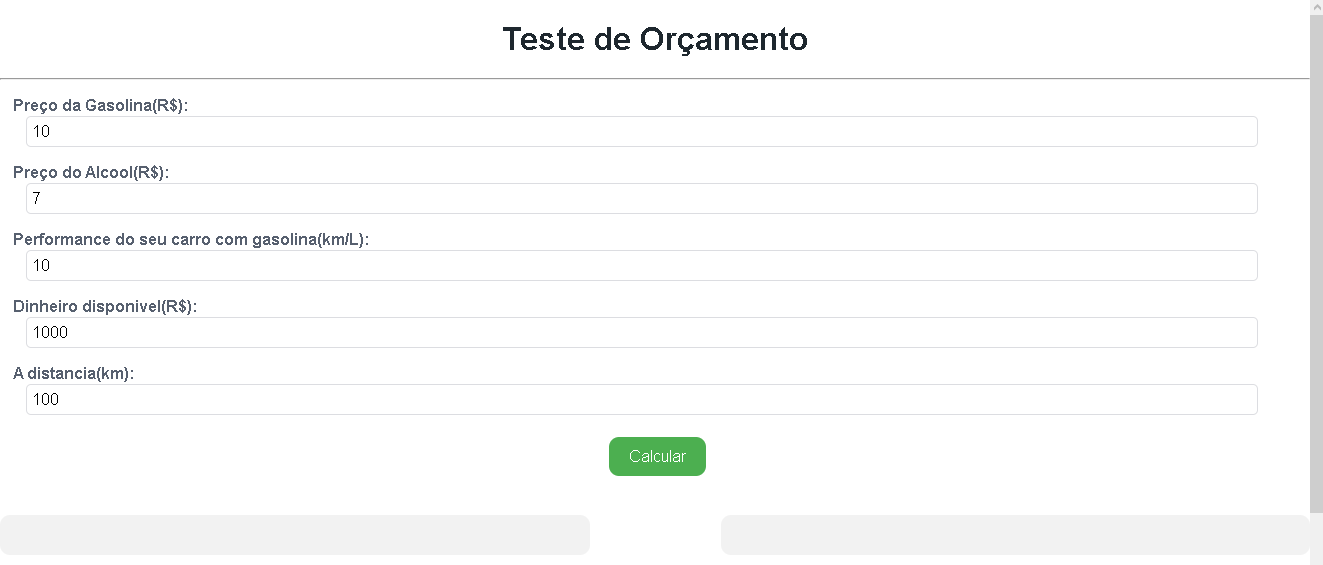 Teste de Orçamento
Preço da Gasolina(R$):
10
Preço do Alcool(R$):
7
Performance do seu carro com gasolina(km/L):
10
Dinheiro disponivel(R$):
1000
A distancia(km):
100
Calcular